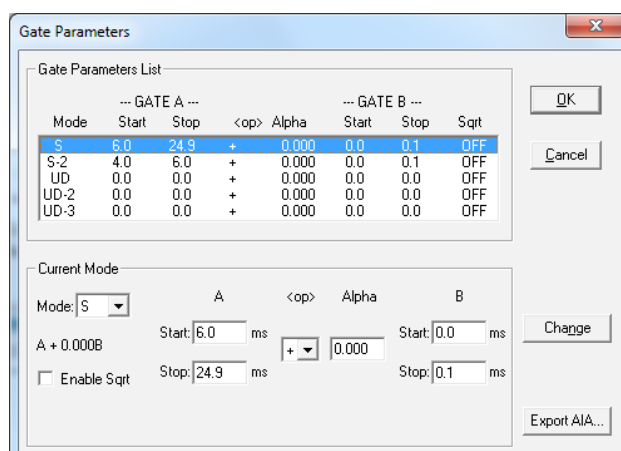 Gate Parameters
Gate Parameters List
--- GATE A --- --- GATE B ---
Mode Start Stop <op> Alpha Start Stop Sqrt
S 6.0 24.9 + 0.000 0.0 0.1 OFF
S-2 4.0 6.0 + 0.000 0.0 0.1 OFF
UD 0.0 0.0 + 0.000 0.0 0.0 OFF
UD-2 0.0 0.0 + 0.000 0.0 0.0 OFF
UD-3 0.0 0.0 + 0.000 0.0 0.0 OFF
OK
Cancel
Current Mode
A <op> Alpha B
Mode: S
Start: 6.0 ms + 0.000 Start: 0.0 ms
A + 0.000B
Enable Sqrt
Stop: 24.9 ms Stop: 0.1 ms
Change
Export AIA...